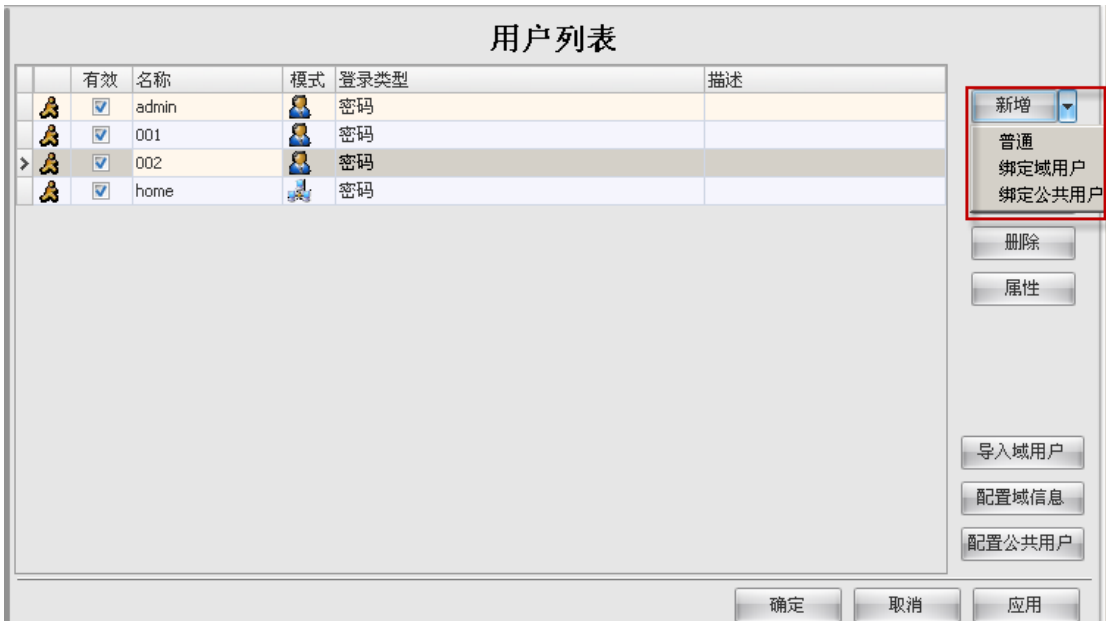 用户列表
有效 名称 模式 登录类型 描述
admin 密码
001 密码
002 密码
home 密码
新增
普通
绑定域用户
绑定公共用户
删除
属性
导入域用户
配置域信息
配置公共用户
确定 取消 应用